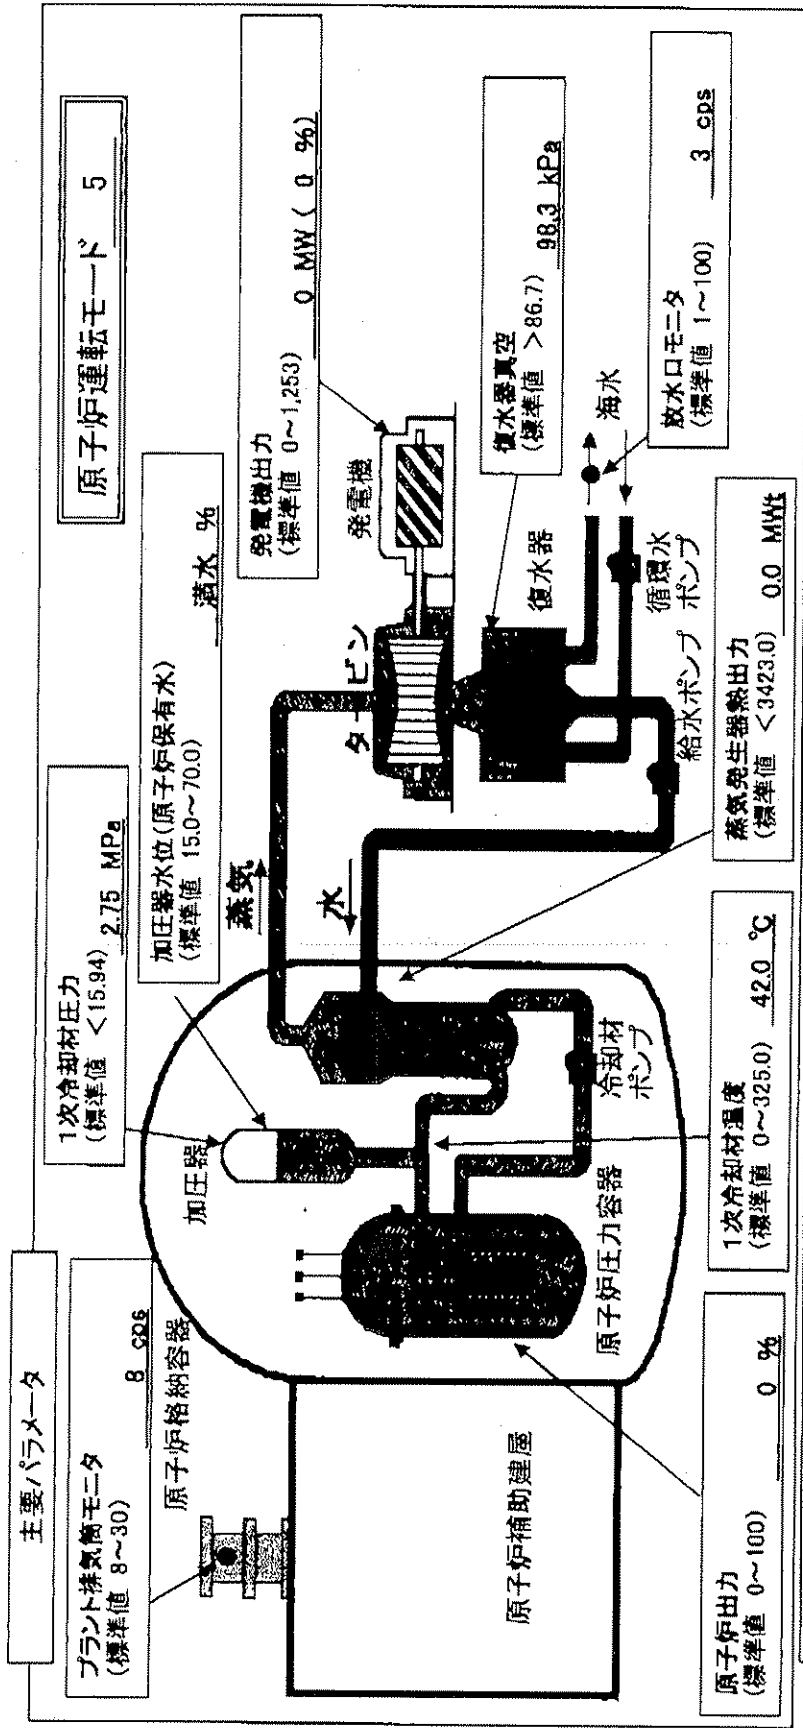 主要パラメータ
原子炉運転モード 5
プラント排気筒モニタ
(標準値 8～30)
8 cps
1次冷却材圧力
(標準値 <15.94) 2.75 MPa
加圧器水位(原子炉保有水)
(標準値 15.0～70.0)
満水 %
発電機出力
(標準値 0～1,253)
0 MW ( 0 %)
原子炉格納容器
加圧器
蒸気
水
タービン
発電機
復水器真空
(標準値 >86.7)
98.3 kPa
原子炉補助建屋
原子炉圧力容器
冷却材
ポンプ
給水ポンプ
復水器
循環水
ポンプ
海水
放水口モニタ
(標準値 1～100)
3 cps
原子炉出力
(標準値 0～100)
0 %
1次冷却材温度
(標準値 0～325.0)
42.0 ℃
蒸気発生器熱出力
(標準値 <3423.0)
0.0 MWt